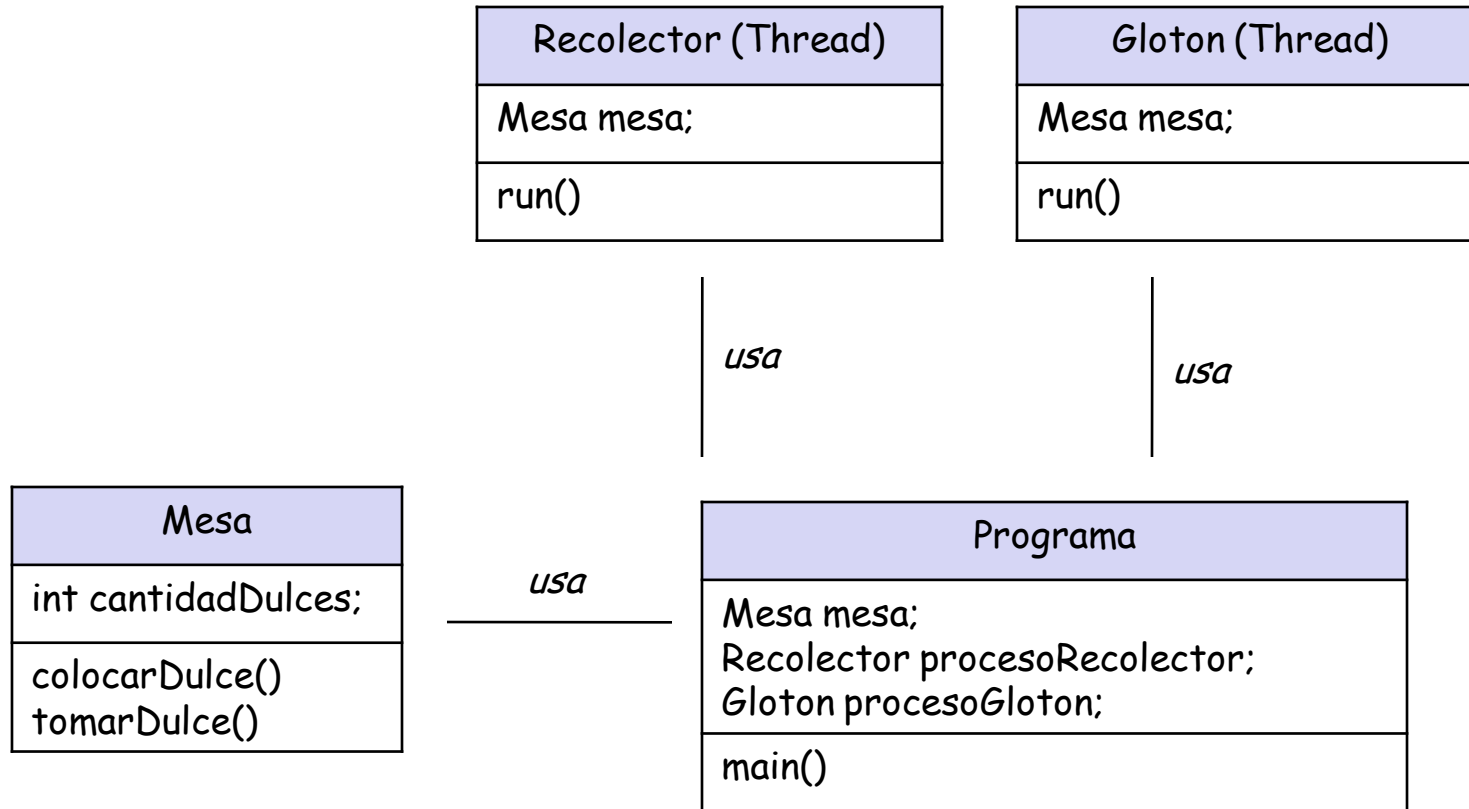 Recolector (Thread)
Mesa mesa;
run()
Gloton (Thread)
Mesa mesa;
run()
usa
usa
Mesa
int cantidadDulces;
colocarDulce()
tomarDulce()
usa
Programa
Mesa mesa;
Recolector procesoRecolector;
Gloton procesoGloton;
main()